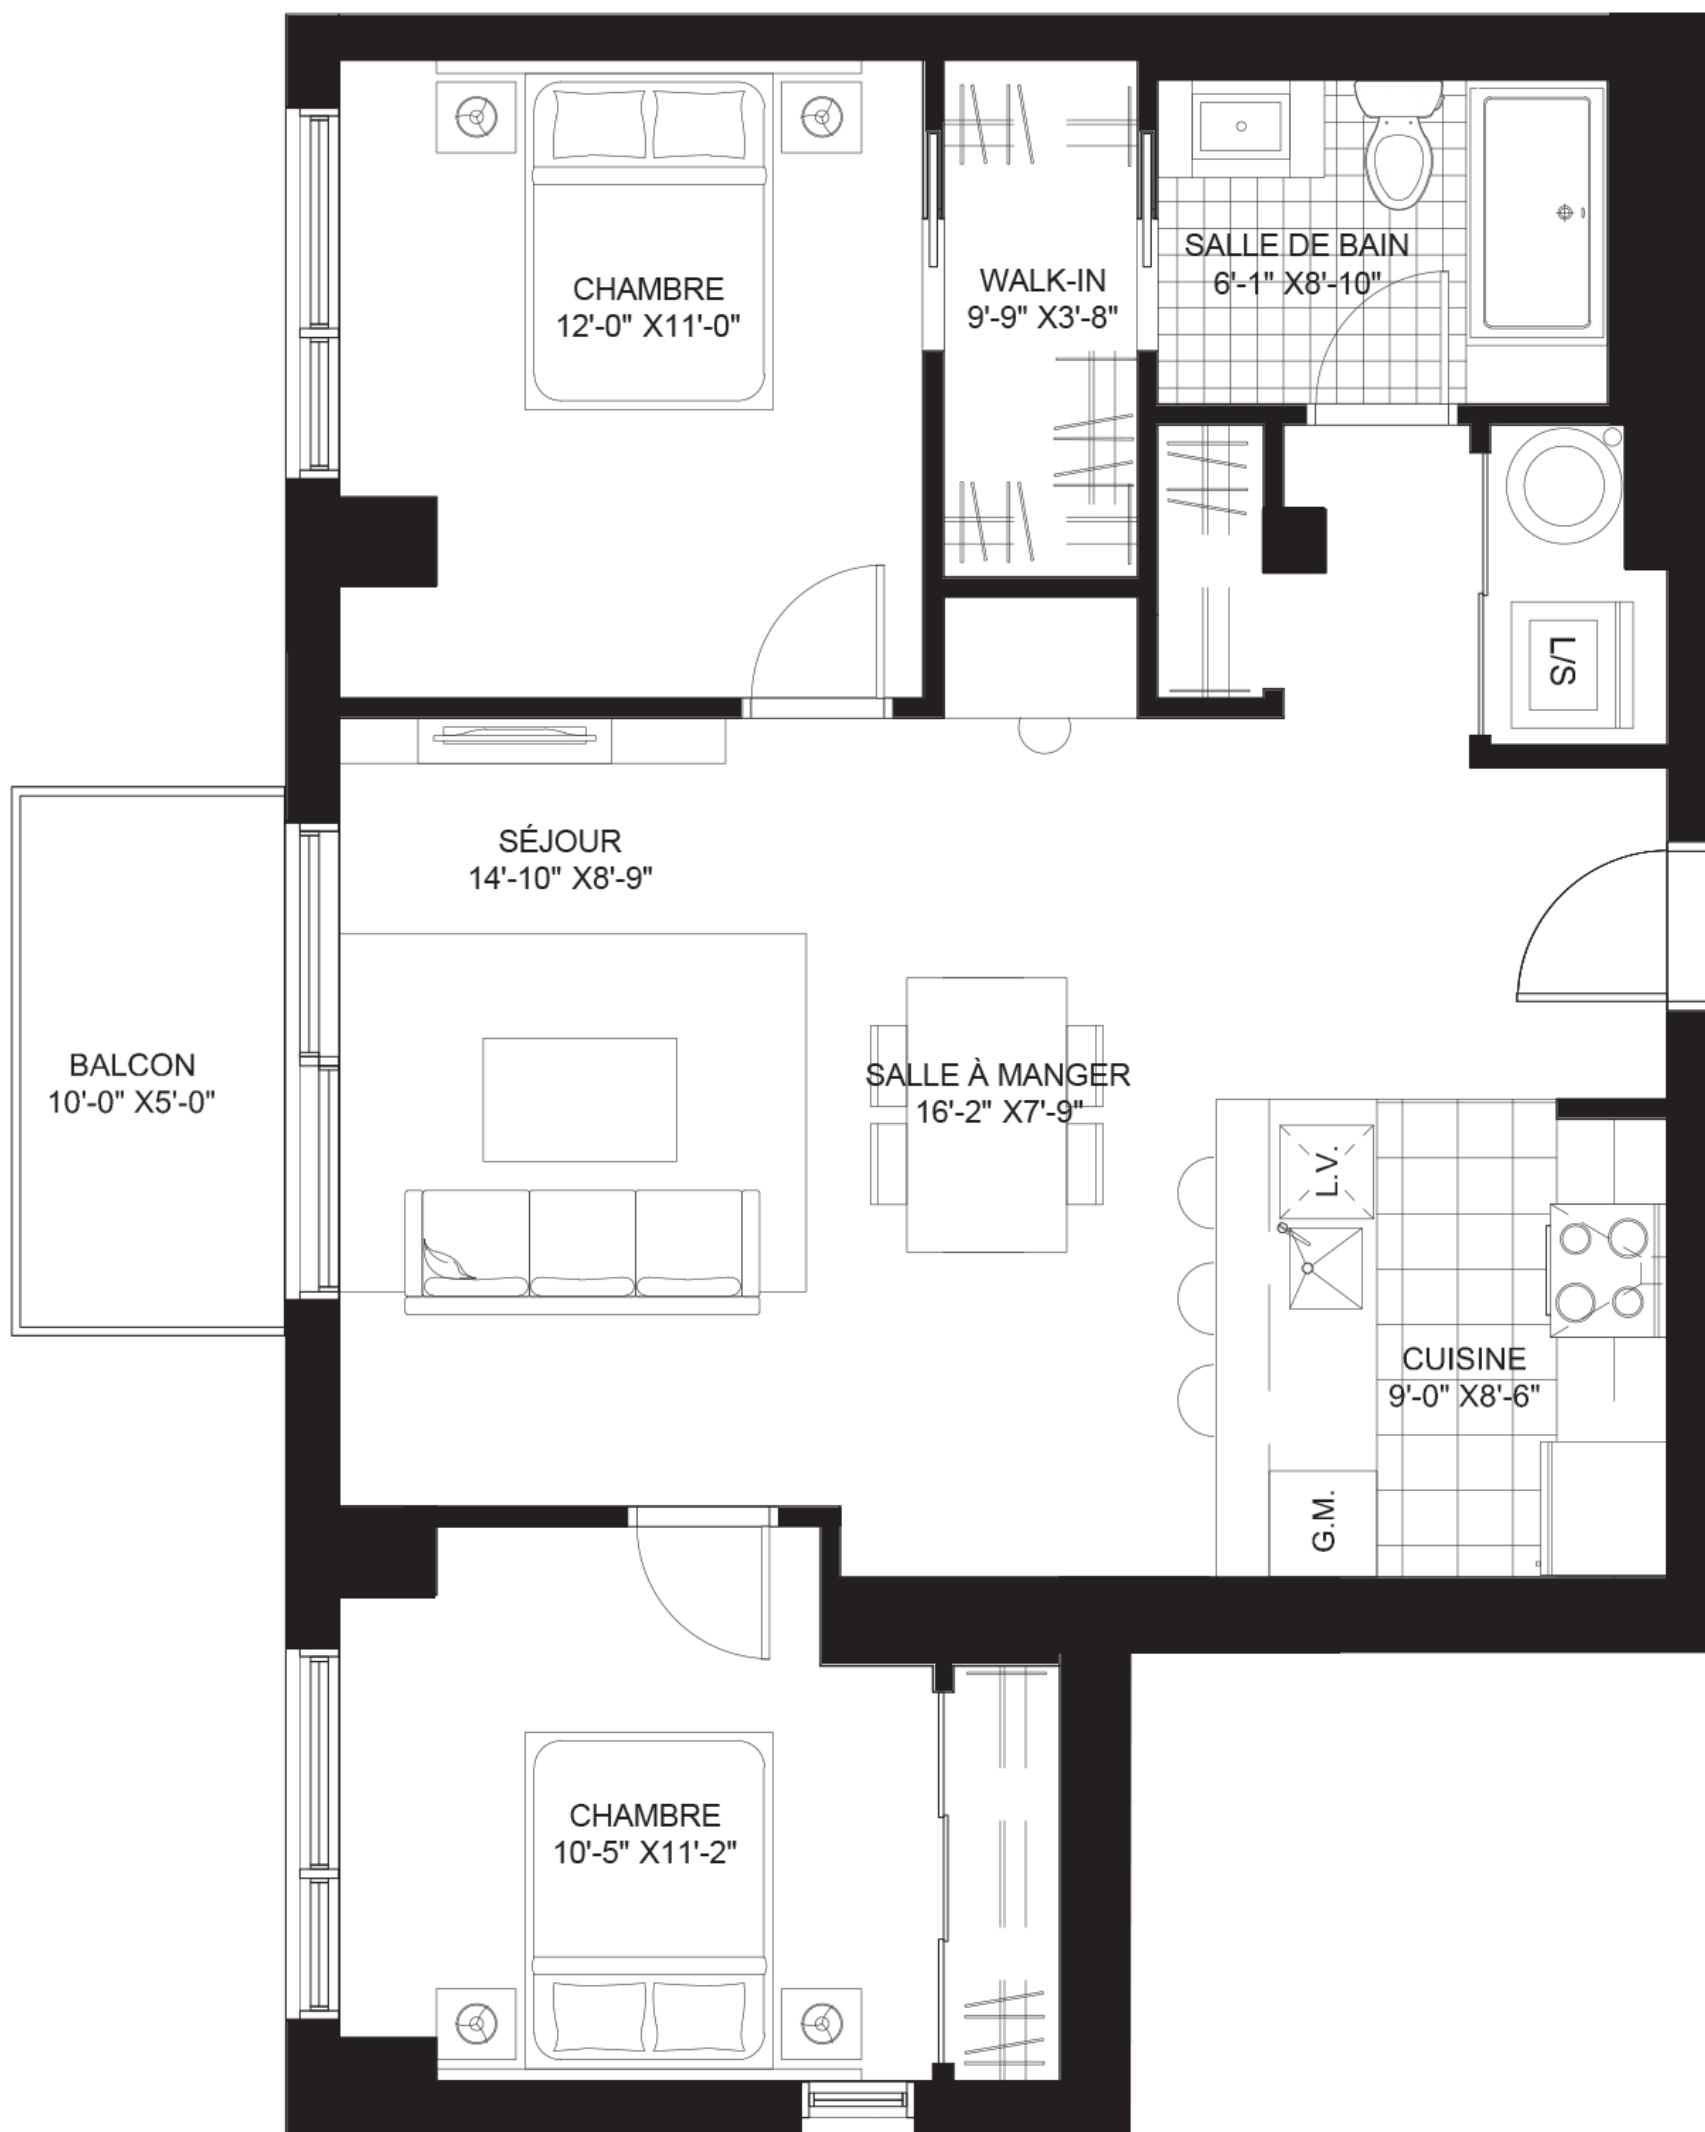 SALLE DE BAIN
6'-1" X8'-10"
CHAMBRE
12'-0" X11'-0"
WALK-IN
9'-9" X3'-8"
L/S
SÉJOUR
14'-10" X8'-9"
BALCON
10'-0" X5'-0"
SALLE À MANGER
16'-2" X7'-9"
L.V.
CUISINE
9'-0" X8'-6"
G.M.
CHAMBRE
10'-5" X11'-2"